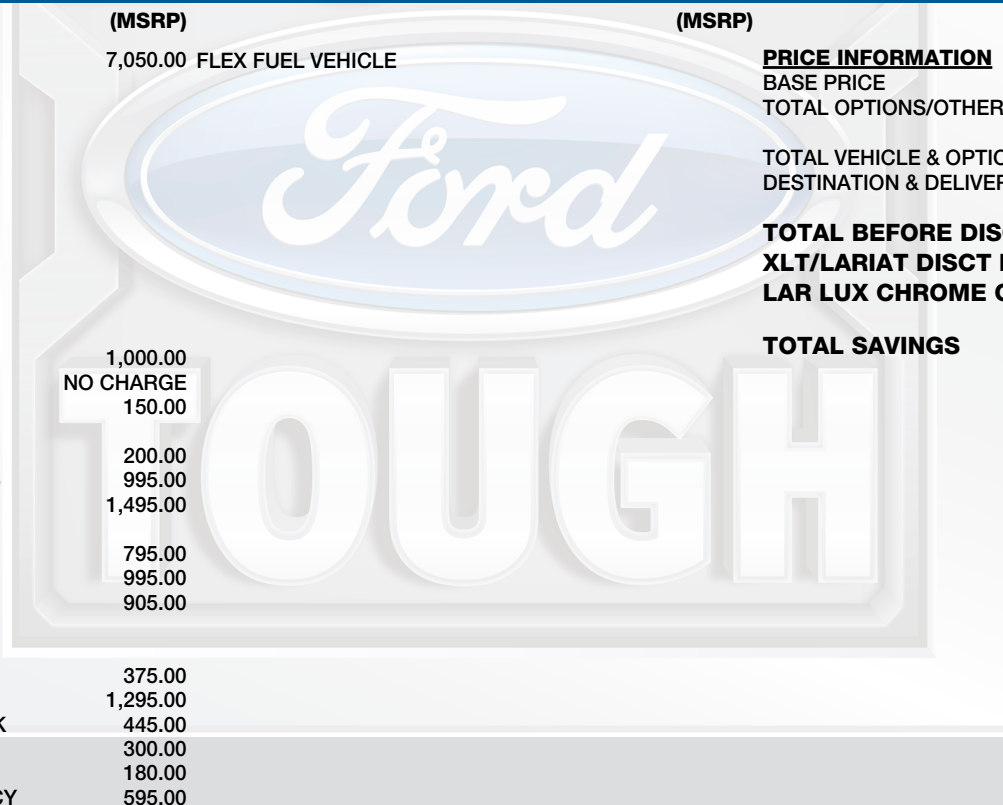 (MSRP)
(MSRP)
7,050.00 FLEX FUEL VEHICLE
1,000.00
NO CHARGE
150.00
200.00
995.00
1,495.00
795.00
995.00
905.00
375.00
1,295.00
K 445.00
300.00
180.00
CY 595.00
PRICE INFORMATION
BASE PRICE
TOTAL OPTIONS/OTHER
TOTAL VEHICLE & OPTIO
DESTINATION & DELIVER
TOTAL BEFORE DIS
XLT/LARIAT DISCT
LAR LUX CHROME
TOTAL SAVINGS
Ford
TOUGH